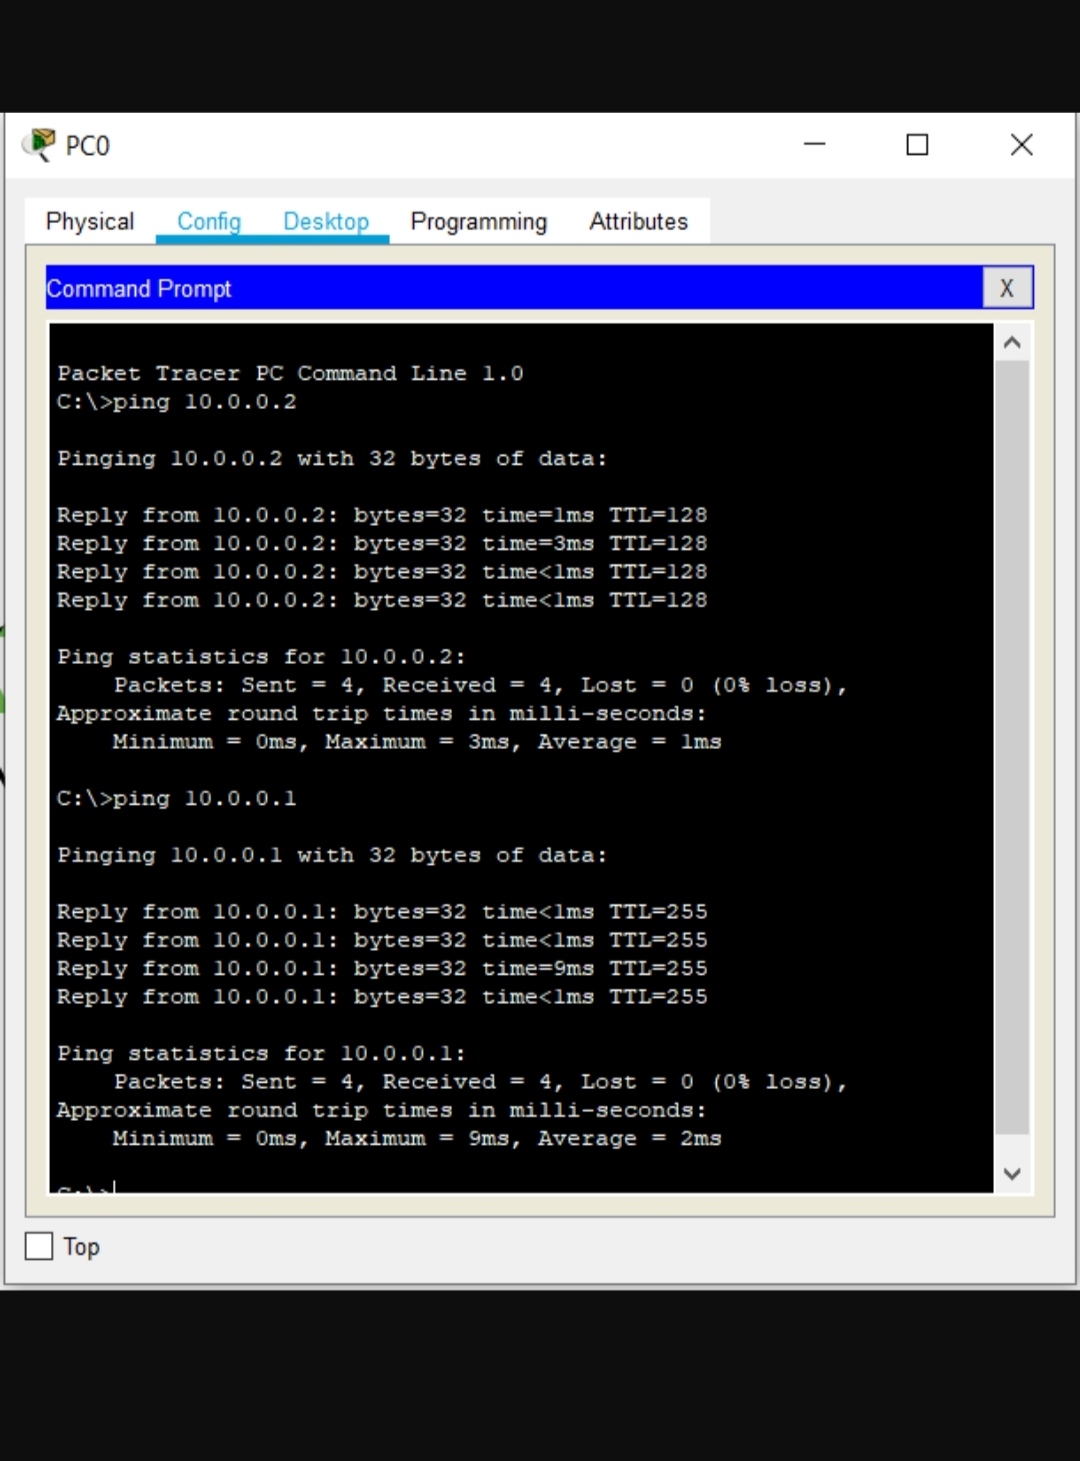 PC0
Physical Config Desktop Programming Attributes
Command Prompt X
Packet Tracer PC Command Line 1.0
C:\>ping 10.0.0.2
Pinging 10.0.0.2 with 32 bytes of data:
Reply from 10.0.0.2: bytes=32 time=1ms TTL=128
Reply from 10.0.0.2: bytes=32 time=3ms TTL=128
Reply from 10.0.0.2: bytes=32 time<1ms TTL=128
Reply from 10.0.0.2: bytes=32 time<1ms TTL=128
Ping statistics for 10.0.0.2:
Packets: Sent = 4, Received = 4, Lost = 0 (0% loss),
Approximate round trip times in milli-seconds:
Minimum = 0ms, Maximum = 3ms, Average = 1ms
C:\>ping 10.0.0.1
Pinging 10.0.0.1 with 32 bytes of data:
Reply from 10.0.0.1: bytes=32 time<1ms TTL=255
Reply from 10.0.0.1: bytes=32 time<1ms TTL=255
Reply from 10.0.0.1: bytes=32 time=9ms TTL=255
Reply from 10.0.0.1: bytes=32 time<1ms TTL=255
Ping statistics for 10.0.0.1:
Packets: Sent = 4, Received = 4, Lost = 0 (0% loss),
Approximate round trip times in milli-seconds:
Minimum = 0ms, Maximum = 9ms, Average = 2ms
C:\>
Top